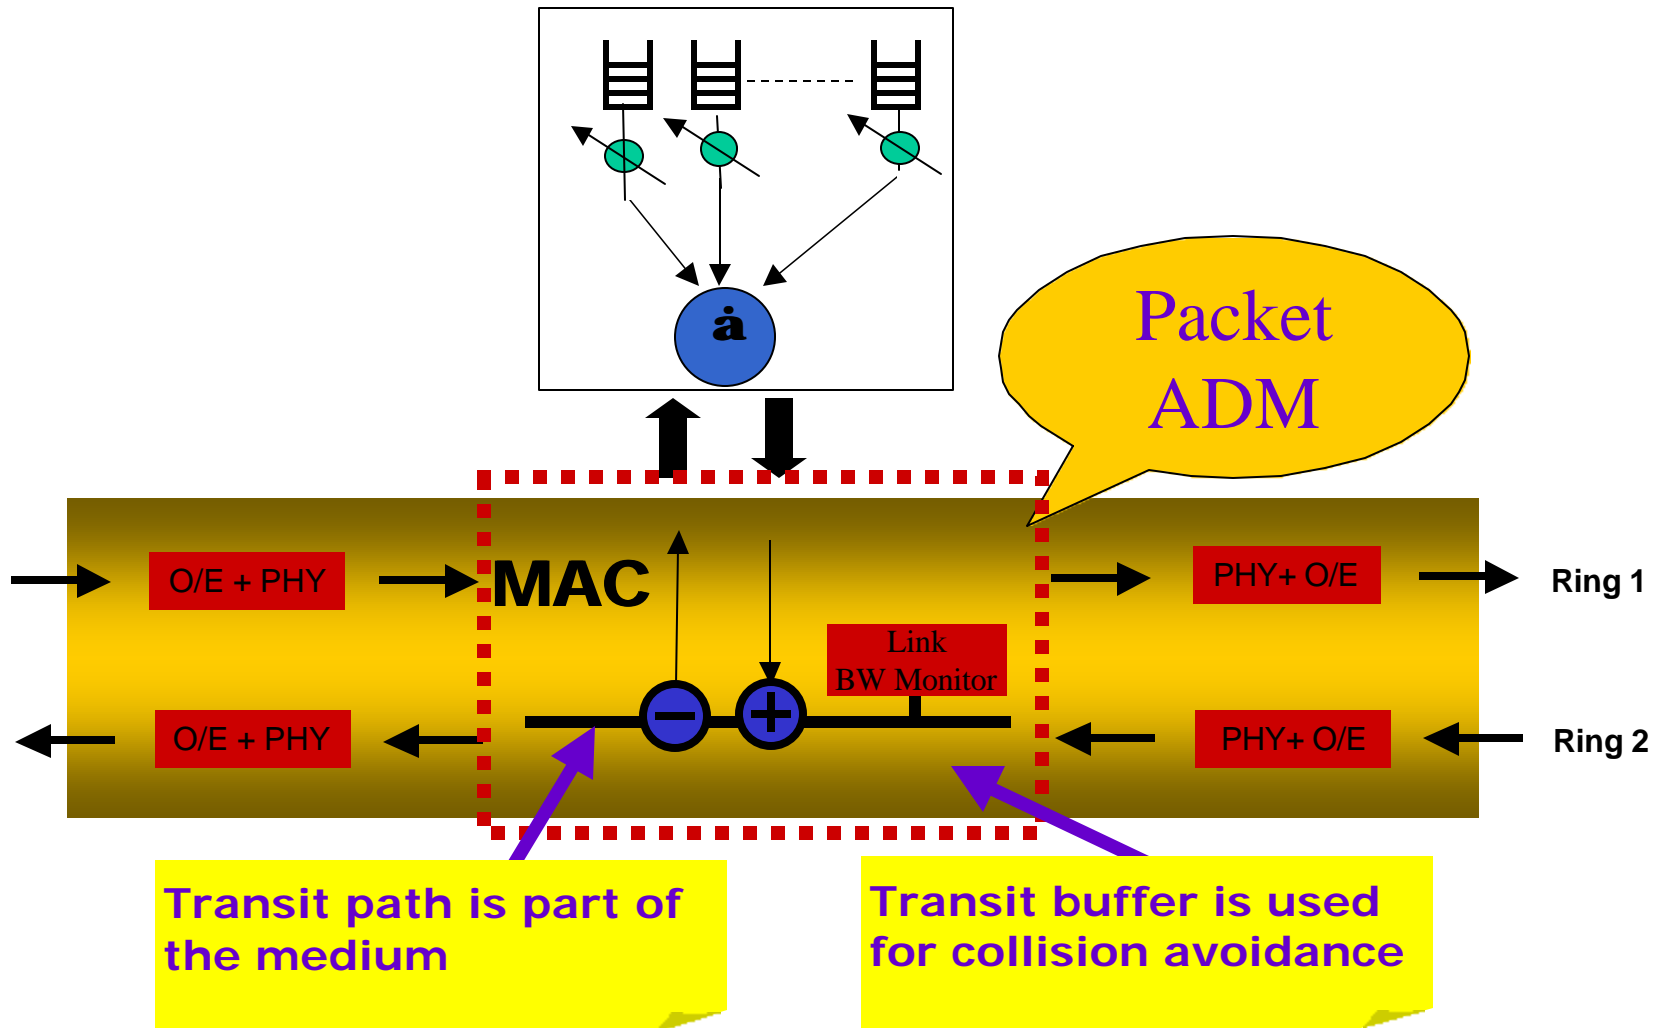 ȧ
Packet
ADM
MAC
O/E + PHY
PHY+ O/E
Ring 1
Link
BW Monitor
O/E + PHY
PHY+ O/E
Ring 2
Transit path is part of
the medium
Transit buffer is used
for collision avoidance